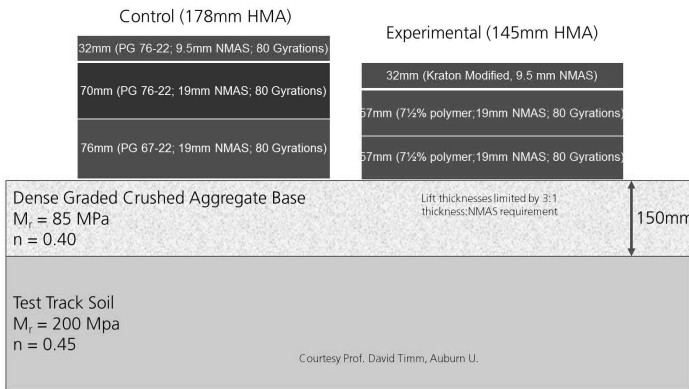 Control (178mm HMA)
32mm (PG 76-22; 9.5mm NMAS; 80 Gyrations)
70mm (PG 76-22; 19mm NMAS; 80 Gyrations)
76mm (PG 67-22; 19mm NMAS; 80 Gyrations)
Experimental (145mm HMA)
32mm (Kraton Modified, 9.5 mm NMAS)
57mm (7½% polymer;19mm NMAS; 80 Gyrations)
57mm (7½% polymer;19mm NMAS; 80 Gyrations)
Dense Graded Crushed Aggregate Base
Mr = 85 MPa
n = 0.40
Lift thicknesses limited by 3:1
thickness:NMAS requirement
150mm
Test Track Soil
Mr = 200 Mpa
n = 0.45
Courtesy Prof. David Timm, Auburn U.